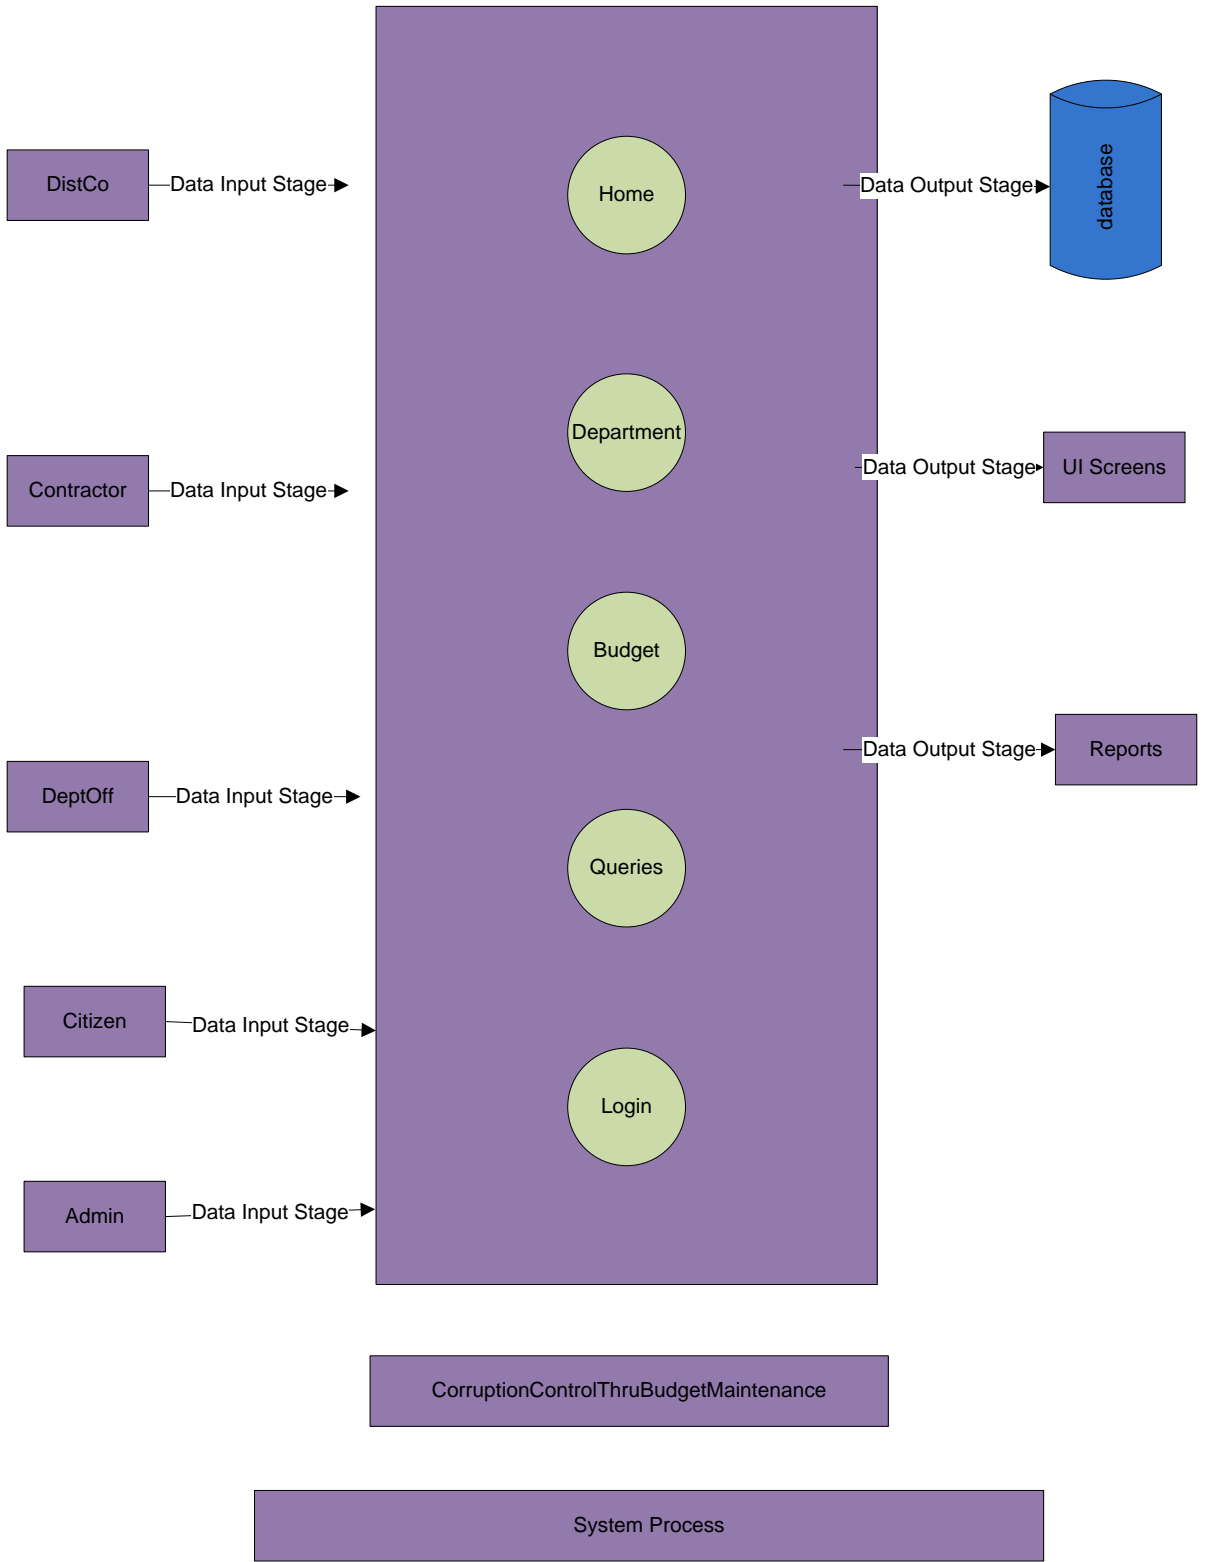 DistCo
Data Input Stage
Home
Data Output Stage
database
Contractor
Data Input Stage
Department
Data Output Stage
UI Screens
Budget
DeptOff
Data Input Stage
Data Output Stage
Reports
Queries
Citizen
Data Input Stage
Login
Admin
Data Input Stage
CorruptionControlThruBudgetMaintenance
System Process